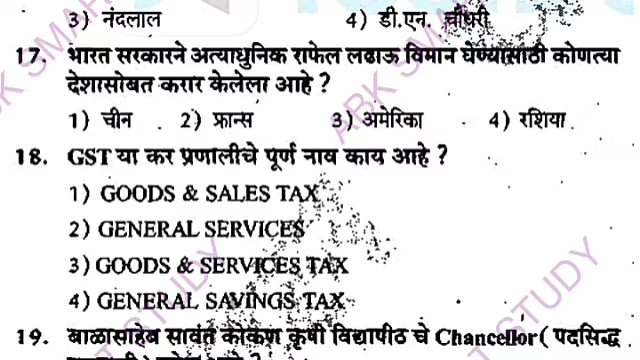 3) नंदलाल 4) डी.एन. चौधरी
17. भारत सरकारने अत्याधुनिक राफेल लढाऊ विमान घेण्यासाठी कोणत्या
देशासोबत करार केलेला आहे ?
1) चीन 2) फ्रान्स 3) अमेरिका 4) रशिया
18. GST या कर प्रणालीचे पूर्ण नाव काय आहे ?
1) GOODS & SALES TAX
2) GENERAL SERVICES
3) GOODS & SERVICES TAX
4) GENERAL SAVINGS TAX
19. बाळासाहेब सावंत कोकण कृषी विद्यापीठ चे Chancellor ( पदसिद्ध